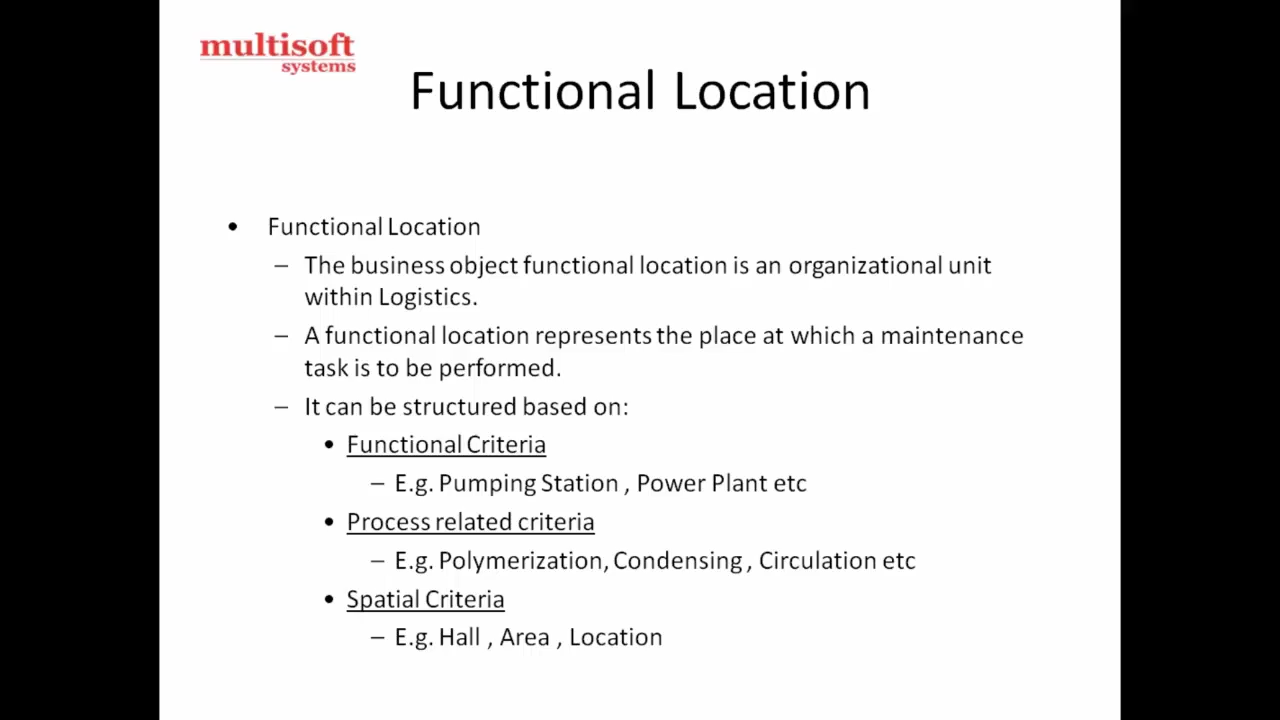 multisoft
systems
Functional Location
• Functional Location
– The business object functional location is an organizational unit
within Logistics.
– A functional location represents the place at which a maintenance
task is to be performed.
– It can be structured based on:
• Functional Criteria
– E.g. Pumping Station , Power Plant etc
• Process related criteria
– E.g. Polymerization, Condensing , Circulation etc
• Spatial Criteria
– E.g. Hall , Area , Location